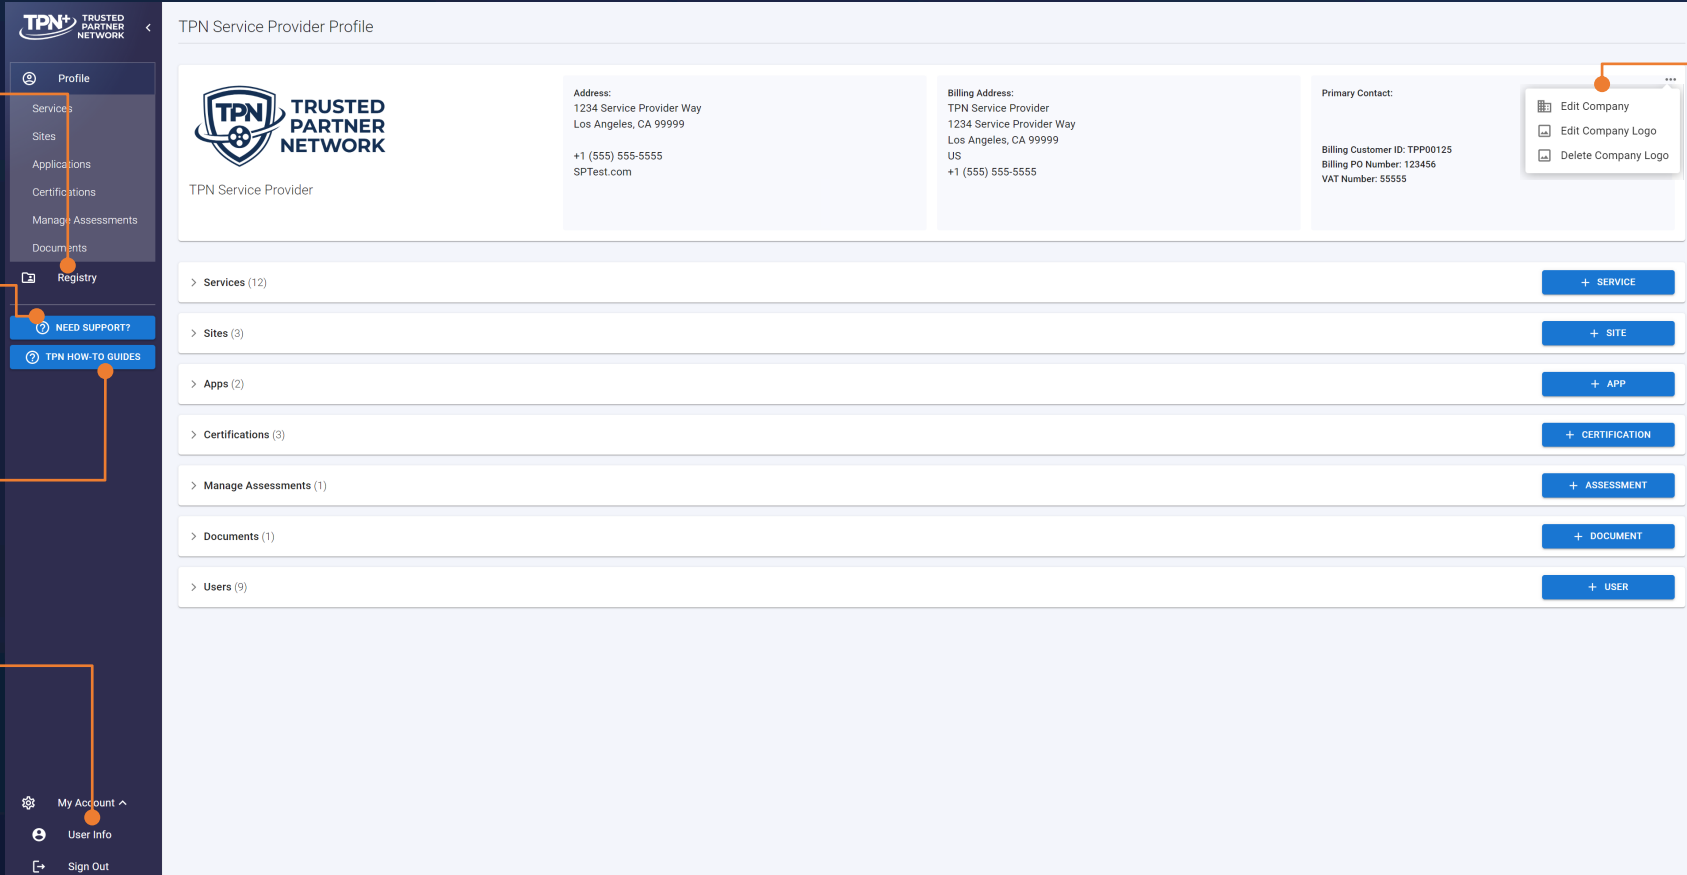 TPN+ TRUSTED
PARTNER
NETWORK
TPN Service Provider Profile
Profile
Services
Sites
Applications
Certifications
Manage Assessments
Documents
Registry
NEED SUPPORT?
TPN HOW-TO GUIDES
My Account
User Info
Sign Out
TPN TRUSTED
PARTNER
NETWORK
TPN Service Provider
Address:
1234 Service Provider Way
Los Angeles, CA 99999
+1 (555) 555-5555
SPTest.com
Billing Address:
TPN Service Provider
1234 Service Provider Way
Los Angeles, CA 99999
US
+1 (555) 555-5555
Primary Contact:
Billing Customer ID: TPP00125
Billing PO Number: 123456
VAT Number: 55555
Edit Company
Edit Company Logo
Delete Company Logo
Services (12)
+ SERVICE
Sites (3)
+ SITE
Apps (2)
+ APP
Certifications (3)
+ CERTIFICATION
Manage Assessments (1)
+ ASSESSMENT
Documents (1)
+ DOCUMENT
Users (9)
+ USER